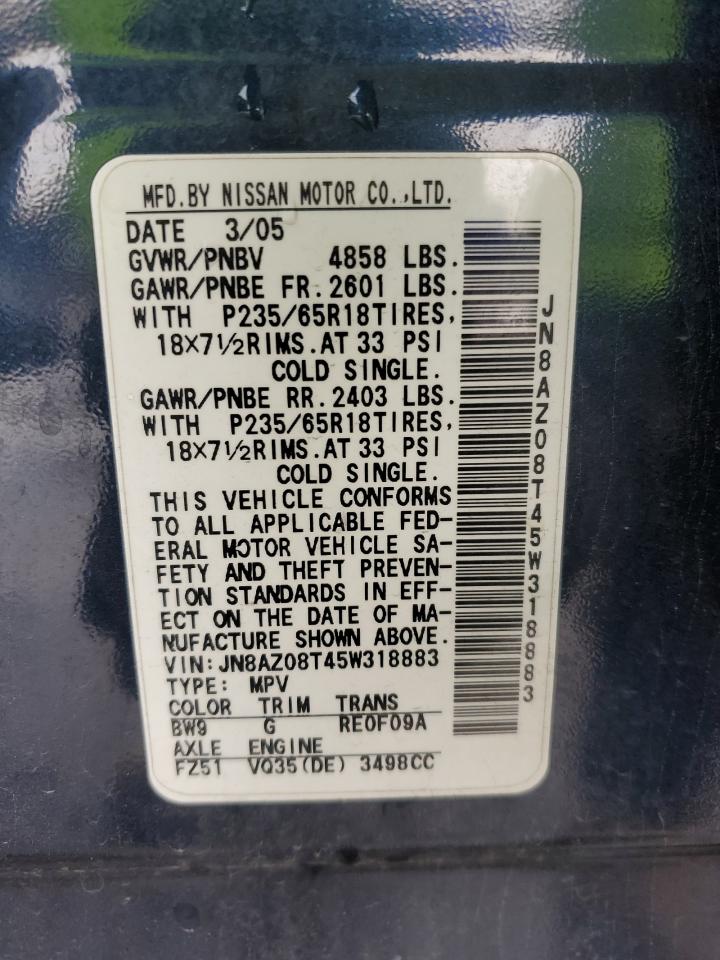 MFD.BY NISSAN MOTOR CO.,LTD.
DATE 3/05
GVWR/PNBV 4858 LBS.
GAWR/PNBE FR.2601 LBS.
WITH P235/65R18TIRES,
18X7 1/2RIMS.AT 33 PSI
COLD SINGLE.
GAWR/PNBE RR.2403 LBS.
WITH P235/65R18TIRES,
18X7 1/2RIMS.AT 33 PSI
COLD SINGLE.
THIS VEHICLE CONFORMS
TO ALL APPLICABLE FED-
ERAL MOTOR VEHICLE SA-
FETY AND THEFT PREVEN-
TION STANDARDS IN EFF-
ECT ON THE DATE OF MA-
NUFACTURE SHOWN ABOVE.
VIN:JN8AZ08T45W318883
TYPE: MPV
COLOR TRIM TRANS
BW9 G RE0F09A
AXLE ENGINE
FZ51 VQ35(DE) 3498CC
JN8AZ08T45W318883